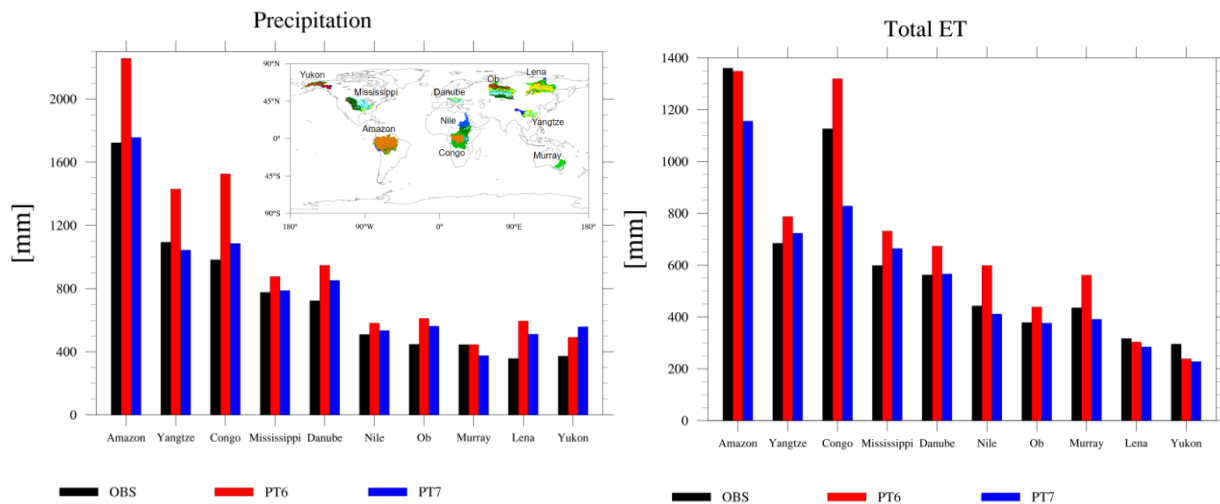 Precipitation
[mm]
2000
1600
1200
800
400
0
90°N
45°N
0°
45°S
90°S
180°
90°W
0°
90°E
180°
Yukon
Mississippi
Amazon
Danube
Nile
Congo
Ob
Lena
Yangtze
Murray
Amazon Yangtze Congo Mississippi Danube Nile Ob Murray Lena Yukon
OBS PT6 PT7
Total ET
[mm]
1400
1200
1000
800
600
400
200
0
Amazon Yangtze Congo Mississippi Danube Nile Ob Murray Lena Yukon
OBS PT6 PT7